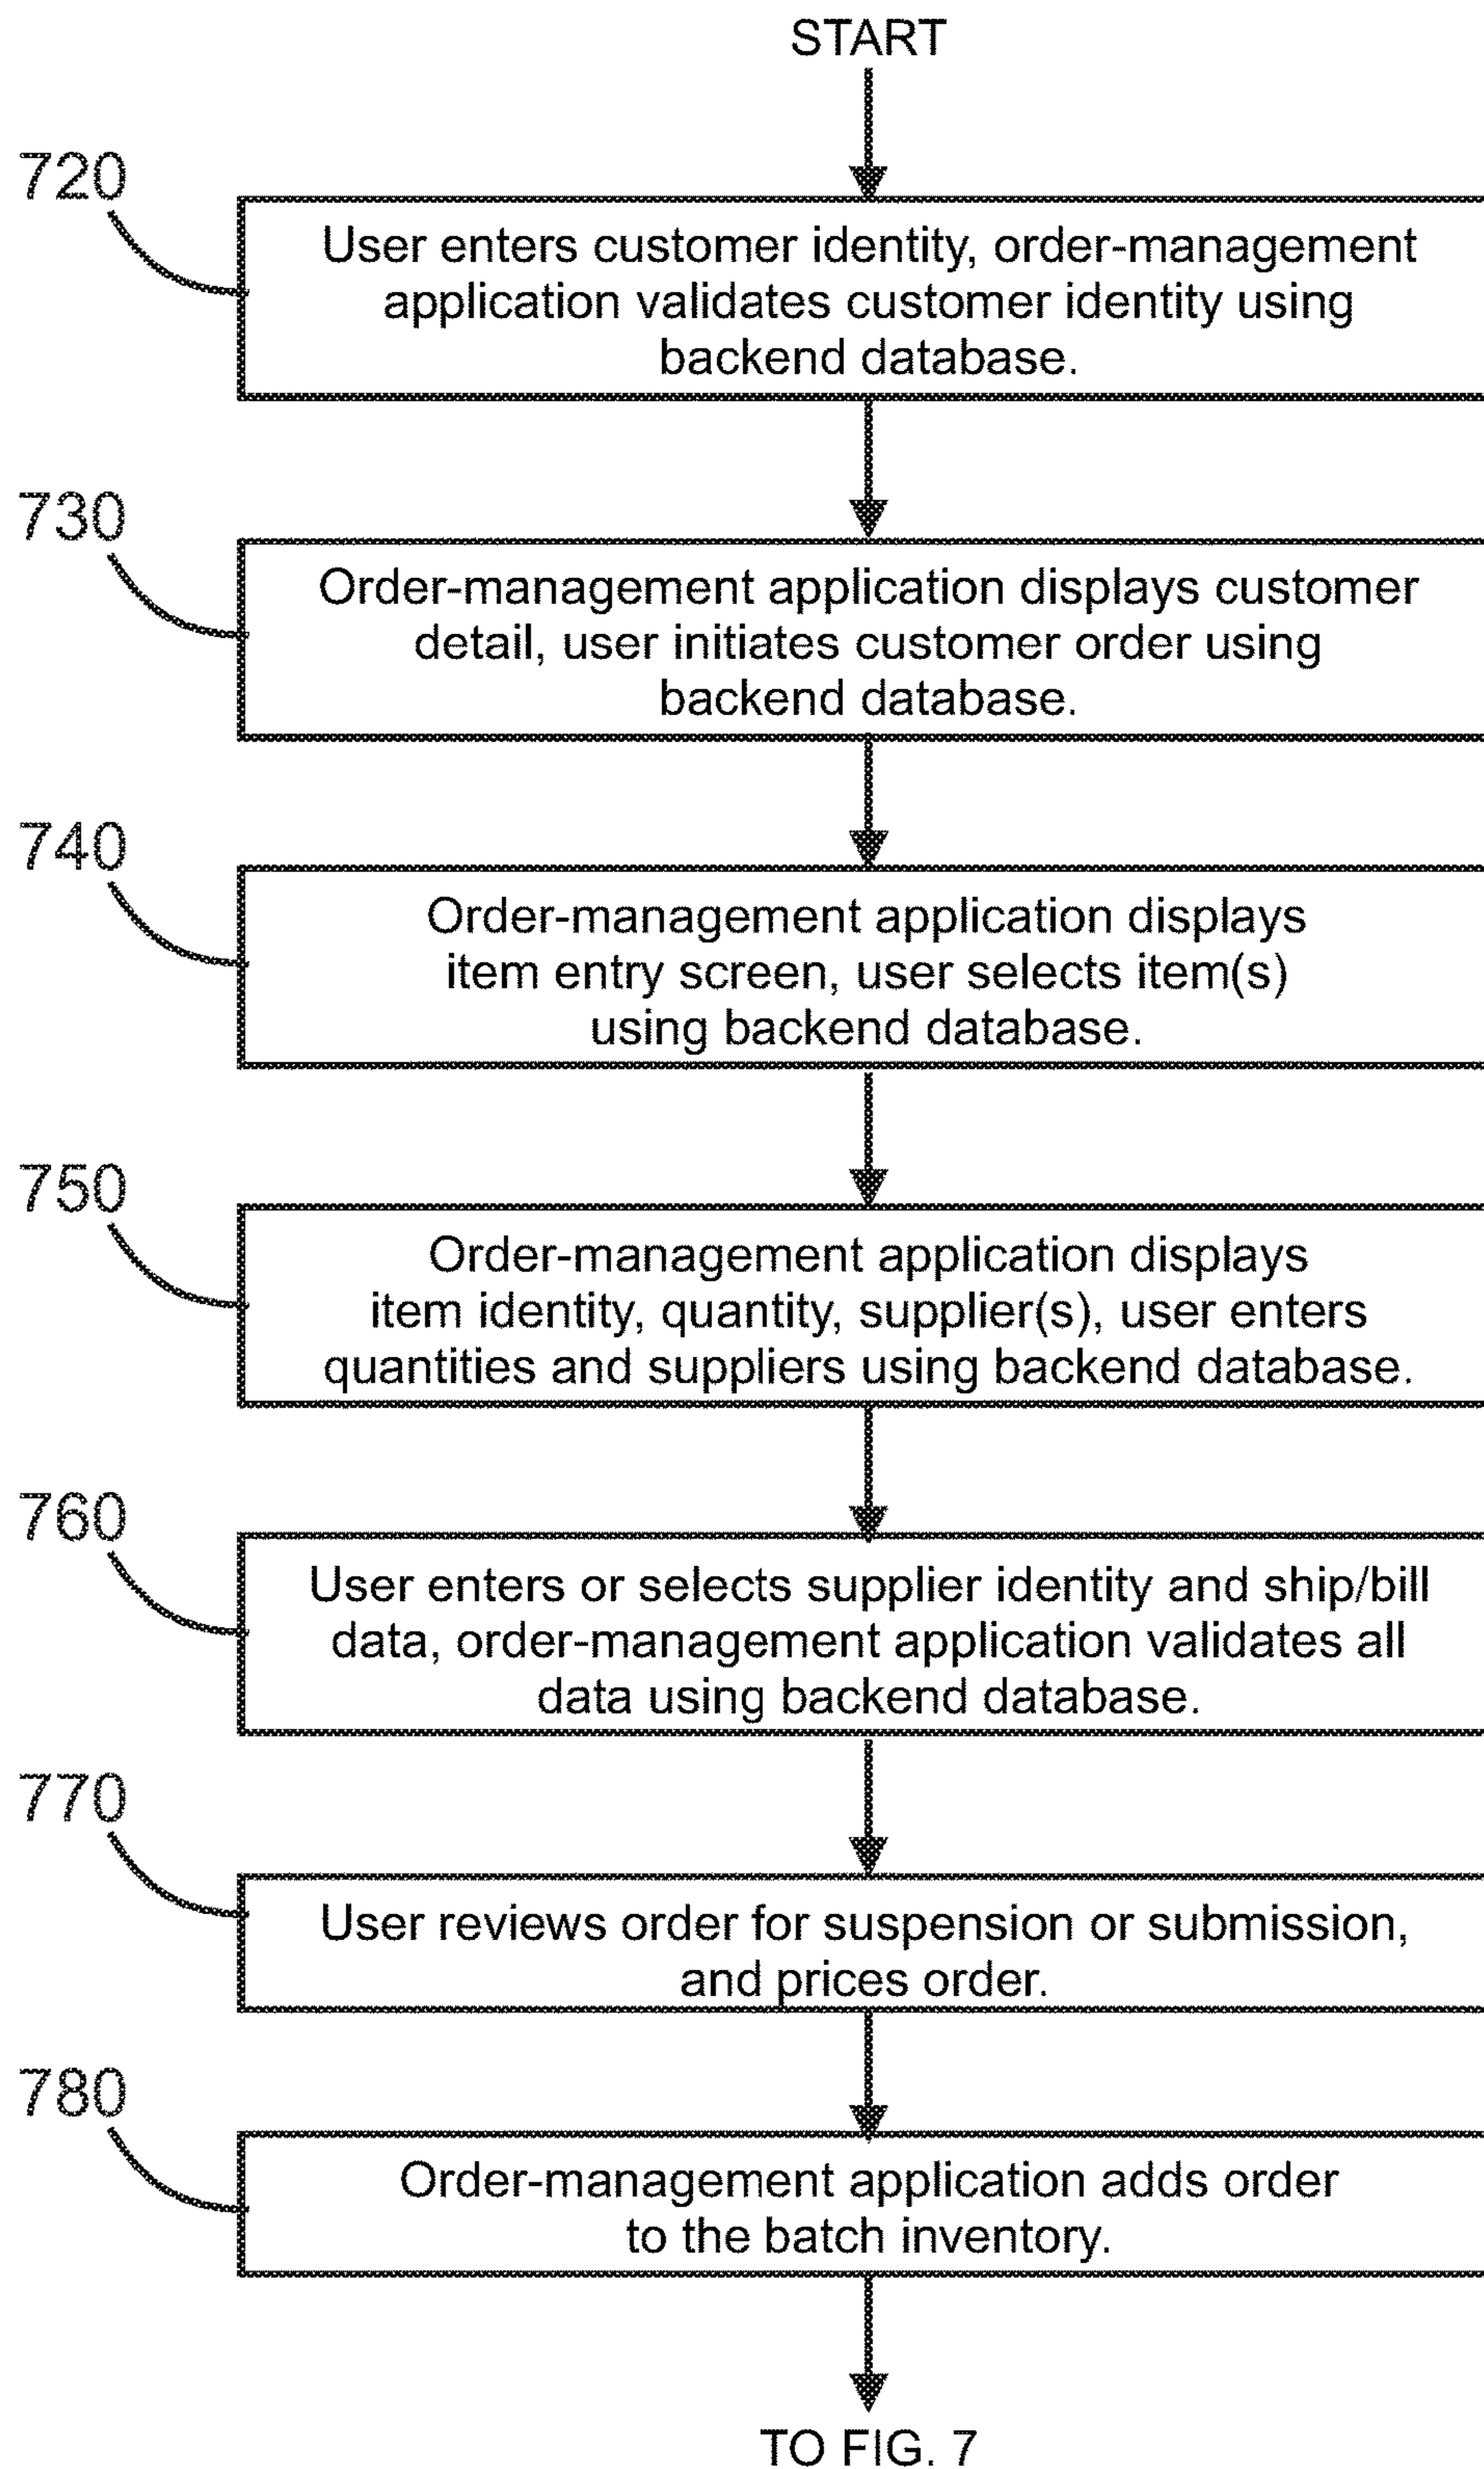 START
720
User enters customer identity, order-management
application validates customer identity using
backend database.
730
Order-management application displays customer
detail, user initiates customer order using
backend database.
740
Order-management application displays
item entry screen, user selects item(s)
using backend database.
750
Order-management application displays
item identity, quantity, supplier(s), user enters
quantities and suppliers using backend database.
760
User enters or selects supplier identity and ship/bill
data, order-management application validates all
data using backend database.
770
User reviews order for suspension or submission,
and prices order.
780
Order-management application adds order
to the batch inventory.
TO FIG. 7